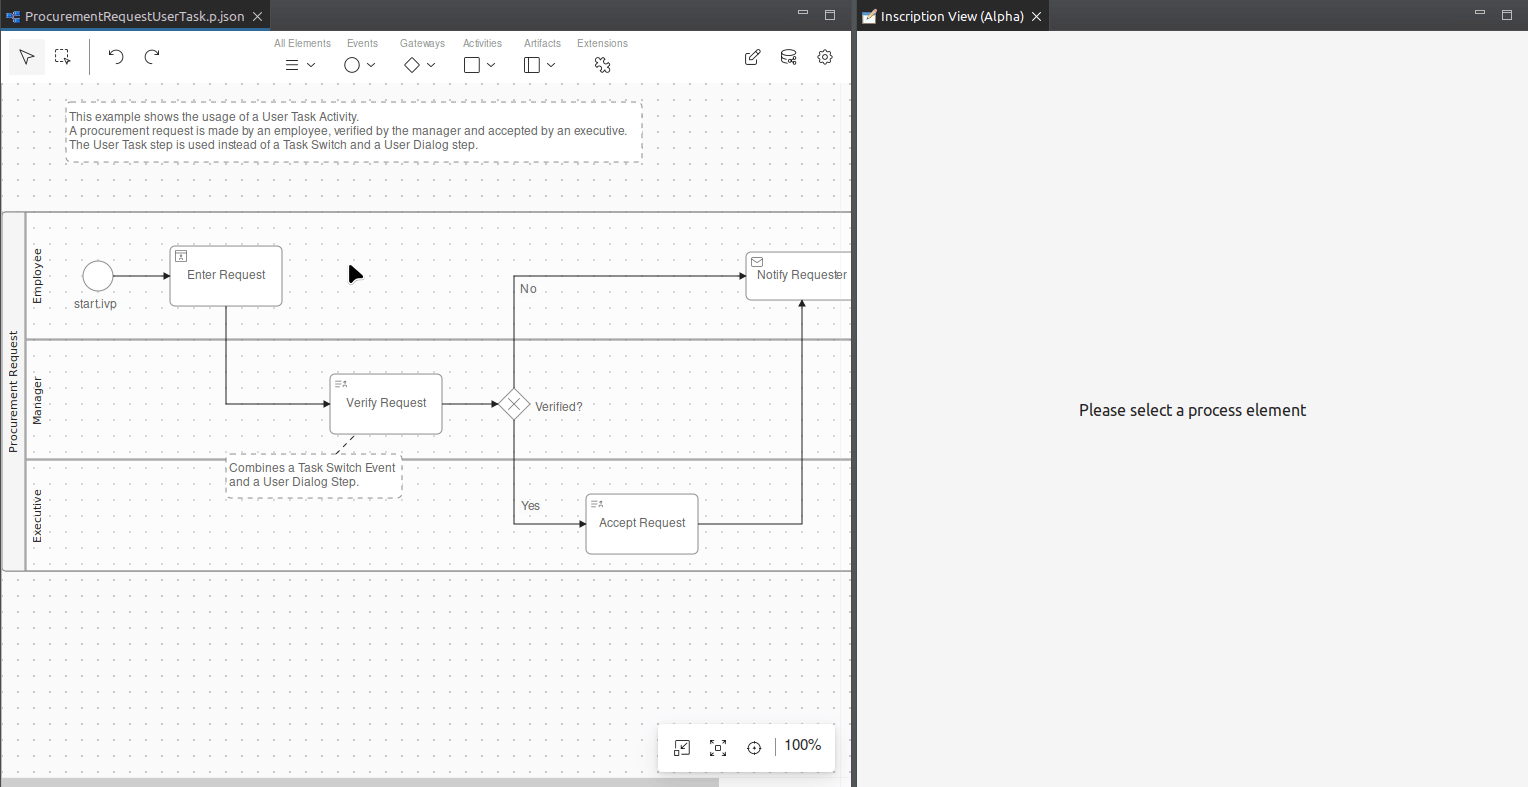 ProcurementRequestUserTask.p.json
Inscription View (Alpha)
All Elements
Events
Gateways
Activities
Artifacts
Extensions
This example shows the usage of a User Task Activity.
A procurement request is made by an employee, verified by the manager and accepted by an executive.
The User Task step is used instead of a Task Switch and a User Dialog step.
Procurement Request
Employee
start.ivp
Enter Request
No
Notify Requester
Manager
Verify Request
Verified?
Please select a process element
Combines a Task Switch Event
and a User Dialog Step.
Executive
Yes
Accept Request
100%